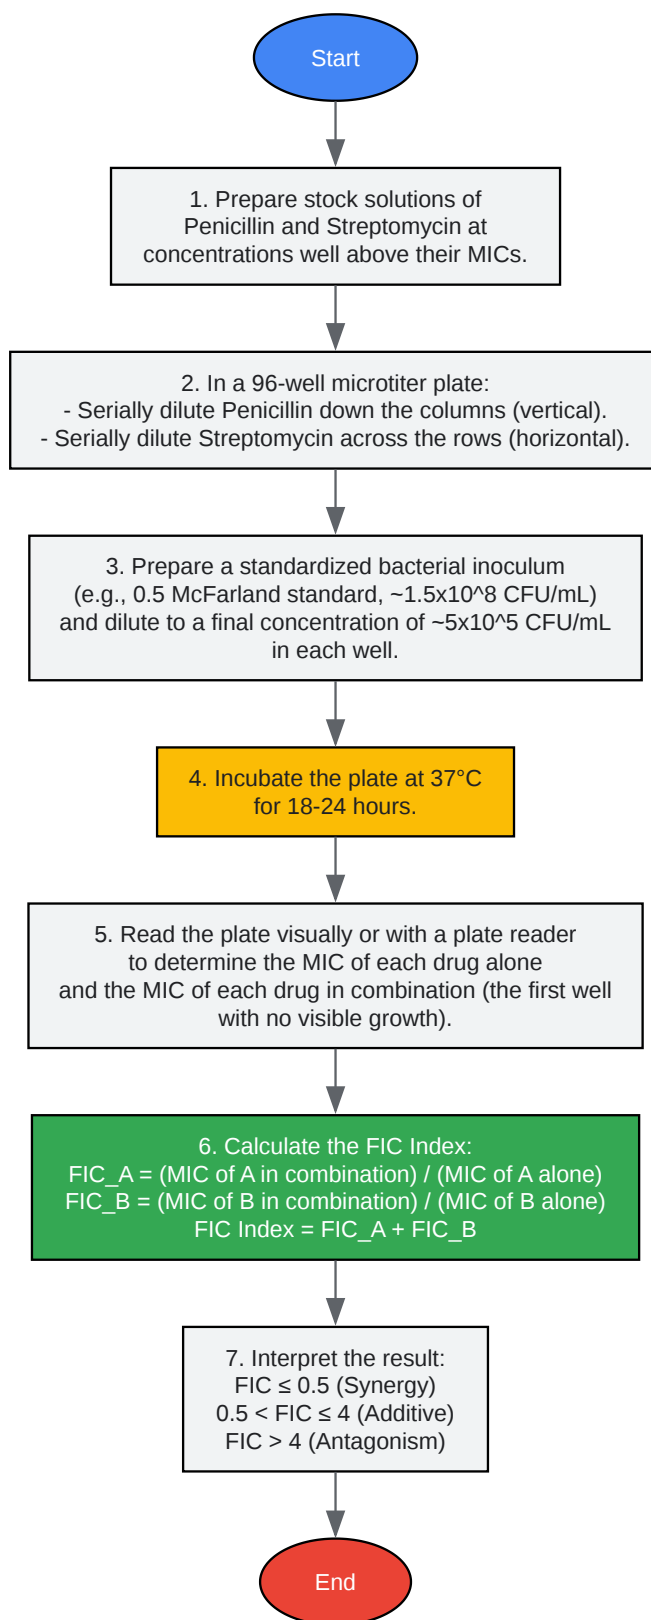 Start
1. Prepare stock solutions of
Penicillin and Streptomycin at
concentrations well above their MICs.
2. In a 96-well microtiter plate:
- Serially dilute Penicillin down the columns (vertical).
- Serially dilute Streptomycin across the rows (horizontal).
3. Prepare a standardized bacterial inoculum
(e.g., 0.5 McFarland standard, ~1.5x10^8 CFU/mL)
and dilute to a final concentration of ~5x10^5 CFU/mL
in each well.
4. Incubate the plate at 37°C
for 18-24 hours.
5. Read the plate visually or with a plate reader
to determine the MIC of each drug alone
and the MIC of each drug in combination (the first well
with no visible growth).
6. Calculate the FIC Index:
FIC_A = (MIC of A in combination) / (MIC of A alone)
FIC_B = (MIC of B in combination) / (MIC of B alone)
FIC Index = FIC_A + FIC_B
7. Interpret the result:
FIC ≤ 0.5 (Synergy)
0.5 < FIC ≤ 4 (Additive)
FIC > 4 (Antagonism)
End